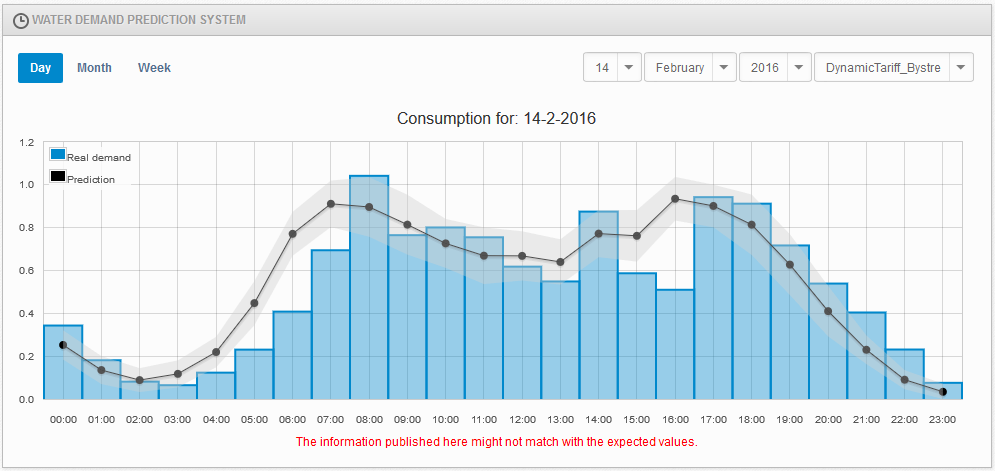 WATER DEMAND PREDICTION SYSTEM
Day Month Week 14 February 2016 DynamicTariff_Bystre
Consumption for: 14-2-2016
1.2
Real demand
Prediction
1.0
0.8
0.6
0.4
0.2
0.0
00:00 01:00 02:00 03:00 04:00 05:00 06:00 07:00 08:00 09:00 10:00 11:00 12:00 13:00 14:00 15:00 16:00 17:00 18:00 19:00 20:00 21:00 22:00 23:00
The information published here might not match with the expected values.